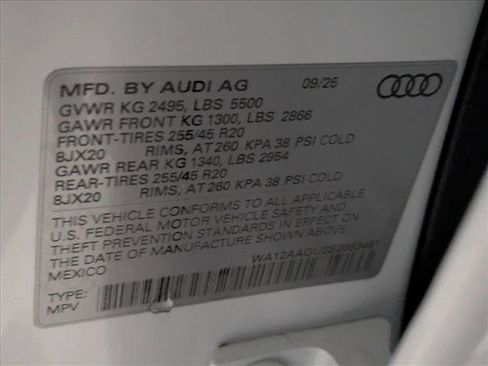 MFD. BY AUDI AG 09/25
GVWR KG 2495, LBS 5500
GAWR FRONT KG 1300, LBS 2866
FRONT-TIRES 255/45 R20
8JX20 RIMS, AT 260 KPA 38 PSI COLD
GAWR REAR KG 1340, LBS 2954
REAR-TIRES 255/45 R20
8JX20 RIMS, AT 260 KPA 38 PSI COLD
THIS VEHICLE CONFORMS TO ALL APPLICABLE
U.S. FEDERAL MOTOR VEHICLE SAFETY AND
THEFT PREVENTION STANDARDS IN EFFECT ON
THE DATE OF MANUFACTURE SHOWN ABOVE.
MEXICO
TYPE:
MPV